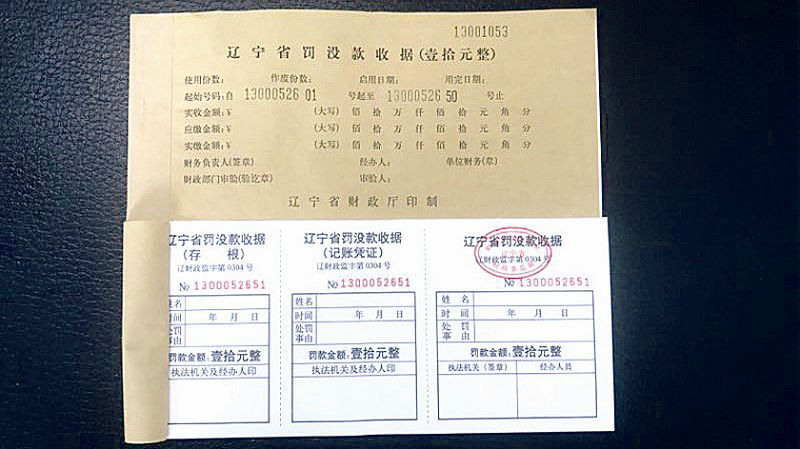 13001053
辽宁省罚没款收据(壹拾元整)
使用份数： 作废份数： 启用日期： 用完日期：
起始号码：自 13000526 01 号起至 13000526 50 号止
实收金额：¥ (大写) 佰 拾 万 仟 佰 拾 元 角 分
应缴金额：¥ (大写) 佰 拾 万 仟 佰 拾 元 角 分
实缴金额：¥ (大写) 佰 拾 万 仟 佰 拾 元 角 分
财务负责人(签章) 经办人： 单位财务(章)
财政部门审验(验讫章) 审验人：
辽宁省财政厅印制
辽宁省罚没款收据
(存 根)
辽财政监字第 0304 号
№ 1300052651
姓名
时间 年 月 日
处罚
事由
罚款金额：壹拾元整
执法机关及经办人印
辽宁省罚没款收据
(记账凭证)
辽财政监字第 0304 号
№ 1300052651
姓名
时间 年 月 日
处罚
事由
罚款金额：壹拾元整
执法机关及经办人印
辽宁省罚没款收据
辽财政监字第 0304 号
№ 1300052651
姓 名
时 间 年 月 日
处罚
事由
罚款金额：壹拾元整
执法机关(签章) 经办人员